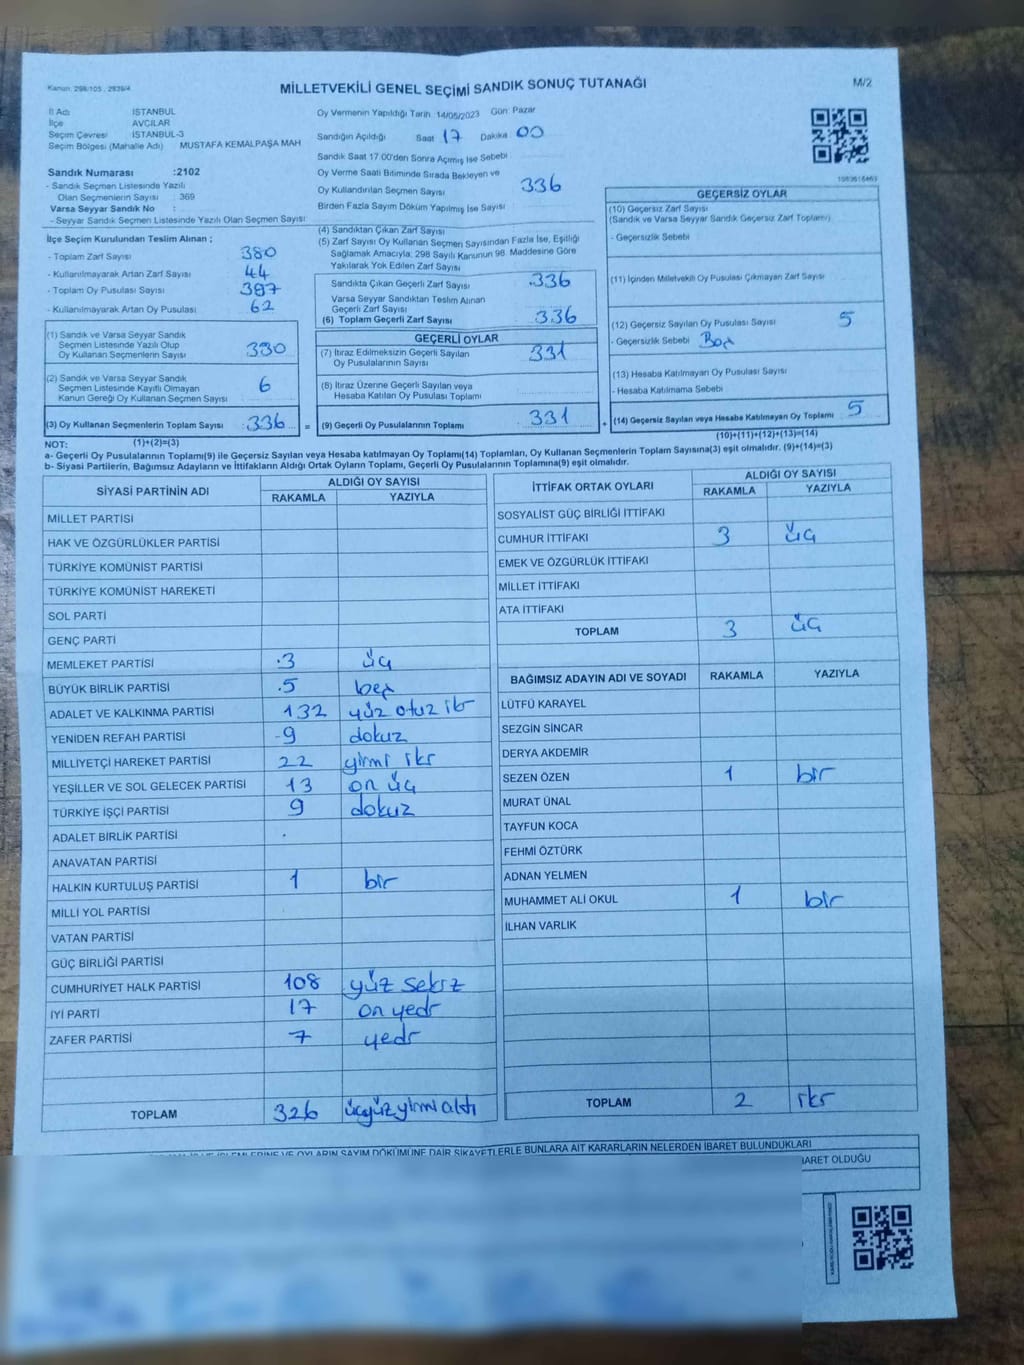 Kanun: 298/105 , 2839/4
MİLLETVEKİLİ GENEL SEÇİMİ SANDIK SONUÇ TUTANAĞI
M/2
İl Adı İSTANBUL
İlçe AVCILAR
Seçim Çevresi İSTANBUL-3
Seçim Bölgesi (Mahalle Adı) MUSTAFA KEMALPAŞA MAH
Sandık Numarası :2102
- Sandık Seçmen Listesinde Yazılı
Olan Seçmenlerin Sayısı : 369
Varsa Seyyar Sandık No :
- Seyyar Sandık Seçmen Listesinde Yazılı Olan Seçmen Sayısı:
Oy Vermenin Yapıldığı Tarih 14/05/2023 Gün: Pazar
Sandığın Açıldığı Saat 17 Dakika 00
Sandık Saat 17.00'den Sonra Açımış İse Sebebi
Oy Verme Saati Bitiminde Sırada Bekleyen ve
Oy Kullandırılan Seçmen Sayısı 336
Birden Fazla Sayım Döküm Yapılmış İse Sayısı
İlçe Seçim Kurulundan Teslim Alınan ;
- Toplam Zarf Sayısı 380
- Kullanılmayarak Artan Zarf Sayısı 44
- Toplam Oy Pusulası Sayısı 387
- Kullanılmayarak Artan Oy Pusulası 62
(1) Sandık ve Varsa Seyyar Sandık
Seçmen Listesinde Yazılı Olup
Oy Kullanan Seçmenlerin Sayısı 330
(2) Sandık ve Varsa Seyyar Sandık
Seçmen Listesinde Kayıtlı Olmayan
Kanun Gereği Oy Kullanan Seçmen Sayısı 6
(3) Oy Kullanan Seçmenlerin Toplam Sayısı 336 =
(4) Sandıktan Çıkan Zarf Sayısı
(5) Zarf Sayısı Oy Kullanan Seçmen Sayısından Fazla İse, Eşitliği
Sağlamak Amacıyla; 298 Sayılı Kanunun 98. Maddesine Göre
Yakılarak Yok Edilen Zarf Sayısı
Sandıkta Çıkan Geçerli Zarf Sayısı 336
Varsa Seyyar Sandıktan Teslim Alınan
Geçerli Zarf Sayısı
(6) Toplam Geçerli Zarf Sayısı 336
GEÇERLİ OYLAR
(7) İtiraz Edilmeksizin Geçerli Sayılan
Oy Pusulalarının Sayısı 331
(8) İtiraz Üzerine Geçerli Sayılan veya
Hesaba Katılan Oy Pusulası Toplamı
(9) Geçerli Oy Pusulalarının Toplamı 331 +
1983616463
GEÇERSİZ OYLAR
(10) Geçersiz Zarf Sayısı
(Sandık ve Varsa Seyyar Sandık Geçersiz Zarf Toplamı)
- Geçersizlik Sebebi
(11) İçinden Milletvekili Oy Pusulası Çıkmayan Zarf Sayısı
(12) Geçersiz Sayılan Oy Pusulası Sayısı 5
- Geçersizlik Sebebi Boş
(13) Hesaba Katılmayan Oy Pusulası Sayısı
- Hesaba Katılmama Sebebi
(14) Geçersiz Sayılan veya Hesaba Katılmayan Oy Toplamı 5
NOT: (1)+(2)=(3) (10)+(11)+(12)+(13)=(14)
a- Geçerli Oy Pusulalarının Toplamı(9) ile Geçersiz Sayılan veya Hesaba katılmayan Oy Toplamı(14) Toplamları, Oy Kullanan Seçmenlerin Toplam Sayısına(3) eşit olmalıdır. (9)+(14)=(3)
b- Siyasi Partilerin, Bağımsız Adayların ve İttifakların Aldığı Ortak Oyların Toplamı, Geçerli Oy Pusulalarının Toplamına(9) eşit olmalıdır.
SİYASİ PARTİNİN ADI ALDIĞI OY SAYISI
RAKAMLA YAZIYLA
MİLLET PARTİSİ
HAK VE ÖZGÜRLÜKLER PARTİSİ
TÜRKİYE KOMÜNİST PARTİSİ
TÜRKİYE KOMÜNİST HAREKETİ
SOL PARTİ
GENÇ PARTİ
MEMLEKET PARTİSİ 3 üç
BÜYÜK BİRLİK PARTİSİ 5 beş
ADALET VE KALKINMA PARTİSİ 132 yüz otuz iki
YENİDEN REFAH PARTİSİ 9 dokuz
MİLLİYETÇİ HAREKET PARTİSİ 22 yirmi iki
YEŞİLLER VE SOL GELECEK PARTİSİ 13 on üç
TÜRKİYE İŞÇİ PARTİSİ 9 dokuz
ADALET BİRLİK PARTİSİ
ANAVATAN PARTİSİ
HALKIN KURTULUŞ PARTİSİ 1 bir
MİLLİ YOL PARTİSİ
VATAN PARTİSİ
GÜÇ BİRLİĞİ PARTİSİ
CUMHURİYET HALK PARTİSİ 108 yüz sekiz
İYİ PARTİ 17 on yedi
ZAFER PARTİSİ 7 yedi
TOPLAM 326 üçyüzyirmialtı
İTTİFAK ORTAK OYLARI ALDIĞI OY SAYISI
RAKAMLA YAZIYLA
SOSYALİST GÜÇ BİRLİĞİ İTTİFAKI
CUMHUR İTTİFAKI 3 üç
EMEK VE ÖZGÜRLÜK İTTİFAKI
MİLLET İTTİFAKI
ATA İTTİFAKI
TOPLAM 3 üç
BAĞIMSIZ ADAYIN ADI VE SOYADI RAKAMLA YAZIYLA
LÜTFÜ KARAYEL
SEZGİN SİNCAR
DERYA AKDEMİR
SEZEN ÖZEN 1 bir
MURAT ÜNAL
TAYFUN KOCA
FEHMİ ÖZTÜRK
ADNAN YELMEN
MUHAMMET ALİ OKUL 1 bir
İLHAN VARLIK
TOPLAM 2 iki
OYLARIN SAYIM DÖKÜMÜNE DAİR ŞİKAYETLERLE BUNLARA AİT KARARLARIN NELERDEN İBARET BULUNDUKLARI
İBARET OLDUĞU